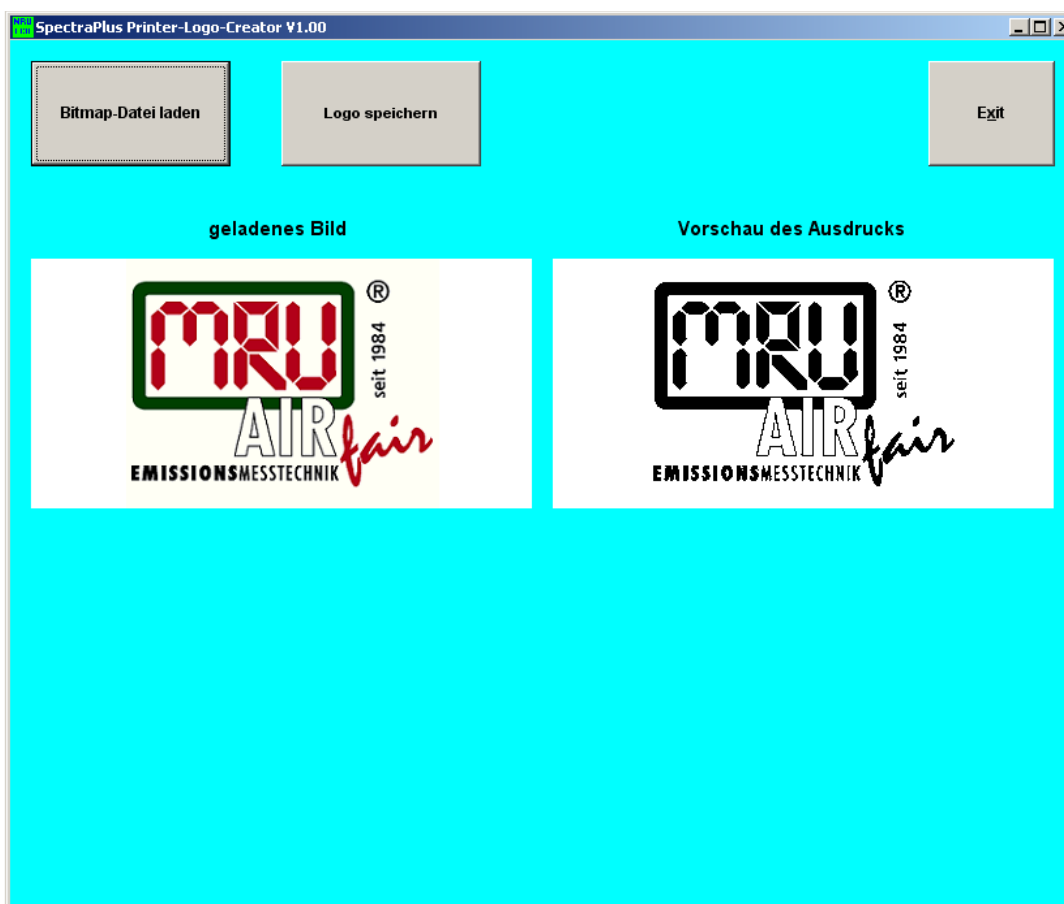 SpectraPlus Printer-Logo-Creator V1.00
Bitmap-Datei laden
Logo speichern
Exit
geladenes Bild
Vorschau des Ausdrucks
MRU
®
seit 1984
AIR
fair
EMISSIONSMESSTECHNIK
MRU
®
seit 1984
AIR
fair
EMISSIONSMESSTECHNIK